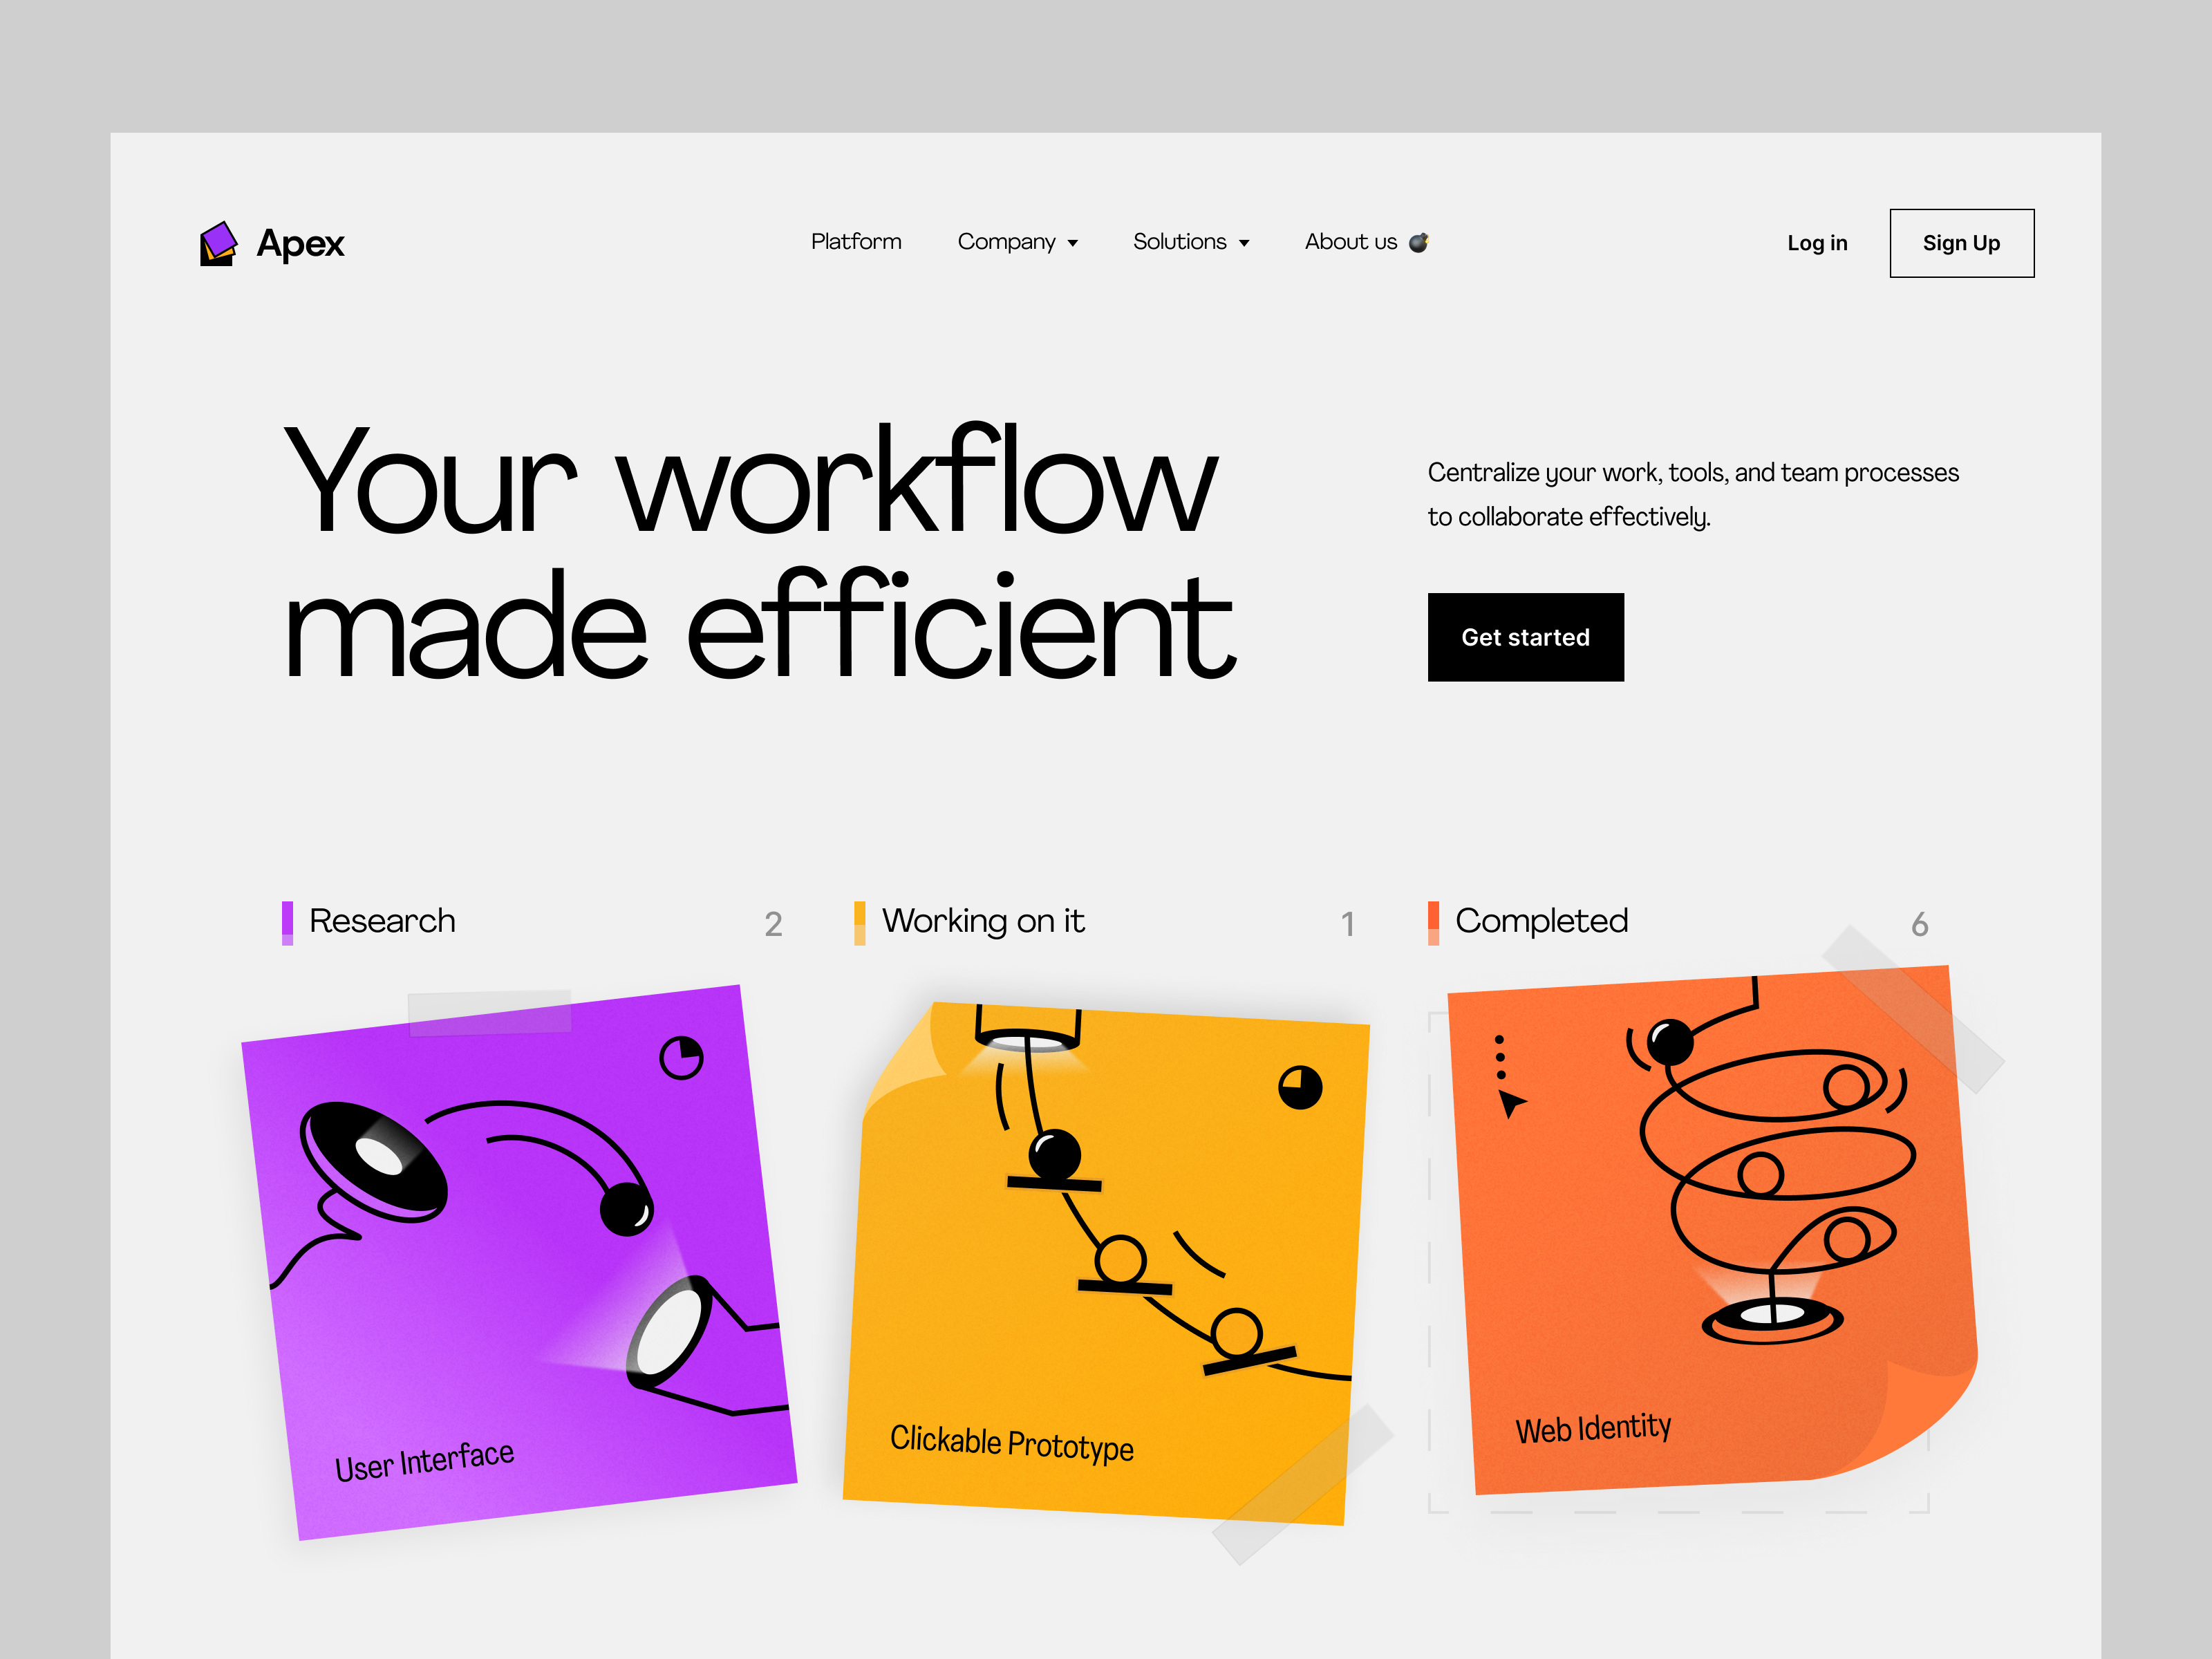 Apex
Platform
Company
Solutions
About us
Log in
Sign Up
Your workflow
made efficient
Centralize your work, tools, and team processes
to collaborate effectively.
Get started
Research
2
Working on it
1
Completed
6
User Interface
Clickable Prototype
Web Identity